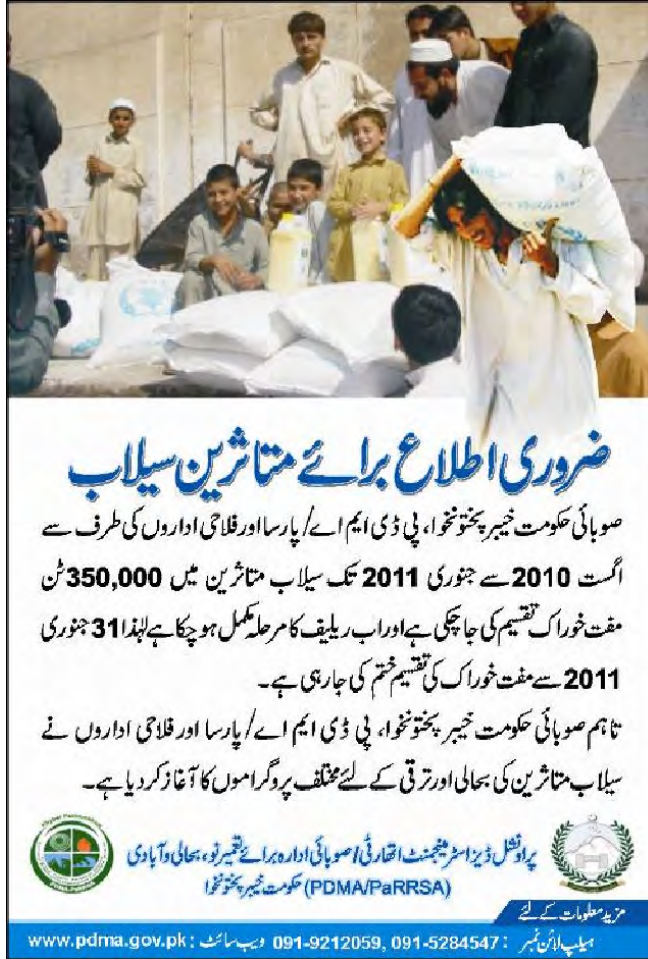 ضروری اطلاع برائے متاثرین سیلاب
صوبائی حکومت خیبر پختونخوا، پی ڈی ایم اے/ پارسا اور فلاحی اداروں کی طرف سے
اگست 2010 سے جنوری 2011 تک سیلاب متاثرین میں 350,000 ٹن
مفت خوراک تقسیم کی جا چکی ہے اور اب ریلیف کا مرحلہ مکمل ہو چکا ہے لہٰذا 31 جنوری
2011 سے مفت خوراک کی تقسیم ختم کی جا رہی ہے۔
تاہم صوبائی حکومت خیبر پختونخوا، پی ڈی ایم اے/ پارسا اور فلاحی اداروں نے
سیلاب متاثرین کی بحالی اور ترقی کے لئے مختلف پروگراموں کا آغاز کر دیا ہے۔
پراونشل ڈیزاسٹر مینجمنٹ اتھارٹی/ صوبائی ادارہ برائے تعمیر نو، بحالی و آبادی
(PDMA/PaRRSA) حکومت خیبر پختونخوا
PDMA/PaRRSA
مزید معلومات کے لئے
ہیلپ لائن نمبر : 091-9212059, 091-5284547 ویب سائٹ : www.pdma.gov.pk